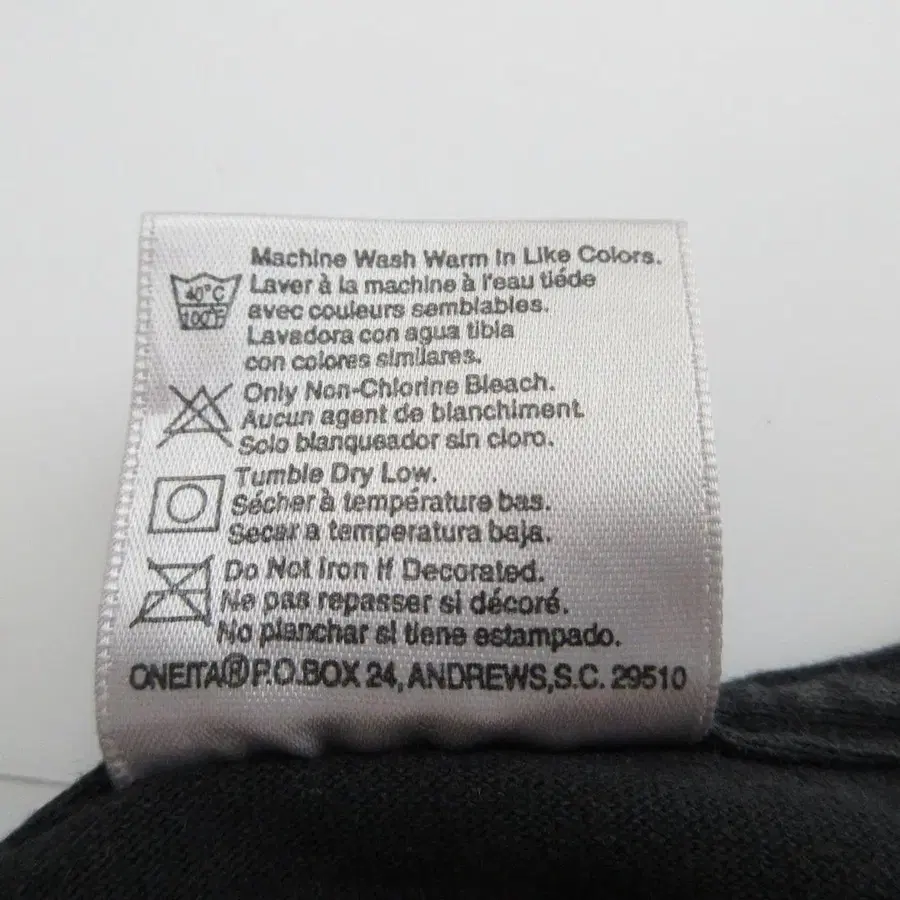 Machine Wash Warm In Like Colors.
40°C
100°F
Laver à la machine à l'eau tiéde
avec couleurs semblables.
Lavadora con agua tibia
con colores similares.
Only Non-Chlorine Bleach.
Aucun agent de blanchiment
Solo blanqueador sin cloro.
Tumble Dry Low.
Sécher à température bas.
Secar a temperatura baja.
Do Not Iron If Decorated.
Ne pas repasser si décoré.
No planchar si tiene estampado.
ONEITA® P.O.BOX 24, ANDREWS,S.C. 29510